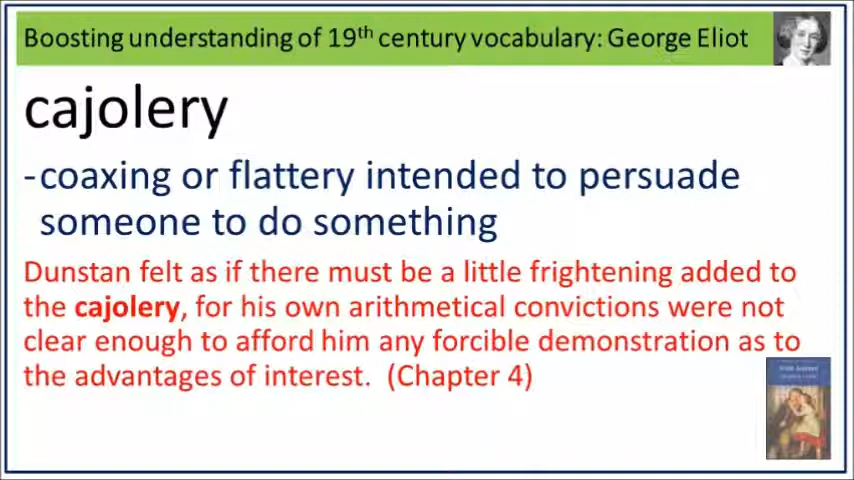 Boosting understanding of 19th century vocabulary: George Eliot
cajolery
-coaxing or flattery intended to persuade
someone to do something
Dunstan felt as if there must be a little frightening added to
the cajolery, for his own arithmetical convictions were not
clear enough to afford him any forcible demonstration as to
the advantages of interest.  (Chapter 4)